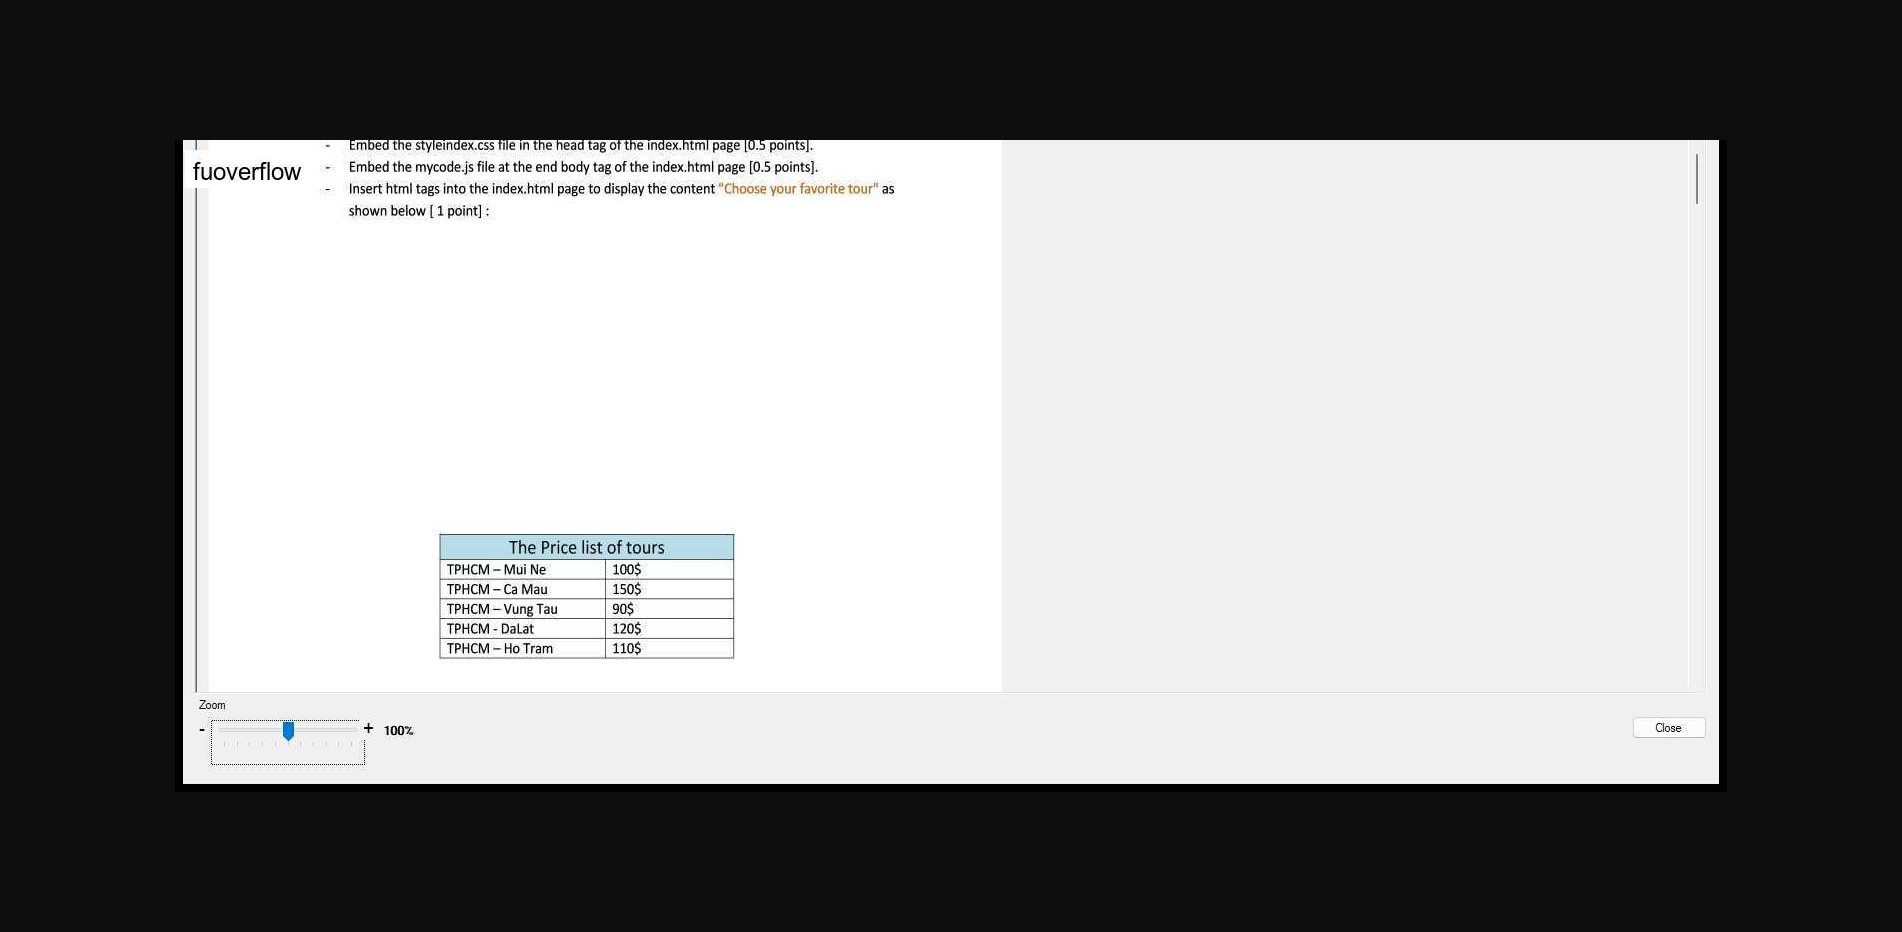 - Embed the styleindex.css file in the head tag of the index.html page [0.5 points].
fuoverflow
- Embed the mycode.js file at the end body tag of the index.html page [0.5 points].
- Insert html tags into the index.html page to display the content "Choose your favorite tour" as
shown below [ 1 point] :
The Price list of tours
TPHCM – Mui Ne 100$
TPHCM – Ca Mau 150$
TPHCM – Vung Tau 90$
TPHCM - DaLat 120$
TPHCM – Ho Tram 110$
Zoom
- + 100%
Close